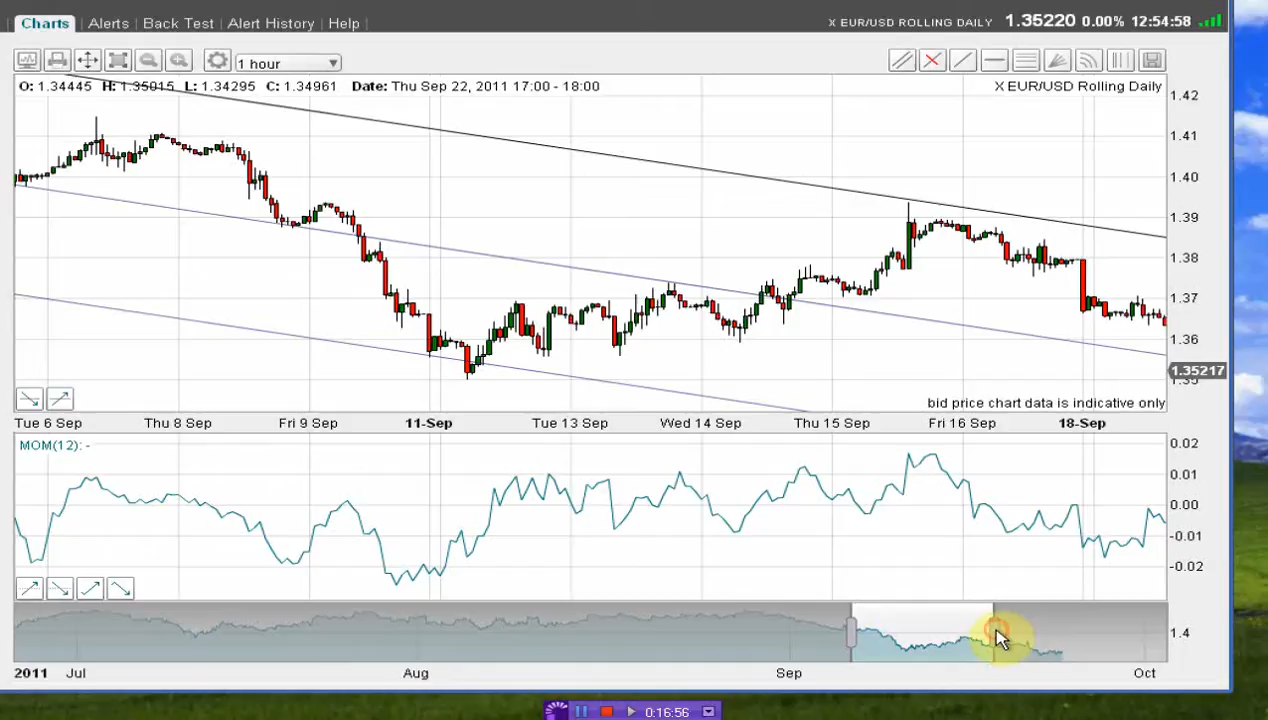 Charts Alerts Back Test Alert History Help X EUR/USD ROLLING DAILY 1.35220 0.00% 12:54:58
1 hour
O: 1.34445 H: 1.35015 L: 1.34295 C: 1.34961 Date: Thu Sep 22, 2011 17:00 - 18:00 X EUR/USD Rolling Daily
1.42
1.41
1.40
1.39
1.38
1.37
1.36
1.35217
1.35
bid price chart data is indicative only
Tue 6 Sep Thu 8 Sep Fri 9 Sep 11-Sep Tue 13 Sep Wed 14 Sep Thu 15 Sep Fri 16 Sep 18-Sep
MOM(12): -
0.02
0.01
0.00
-0.01
-0.02
1.4
2011 Jul Aug Sep Oct
0:16:56